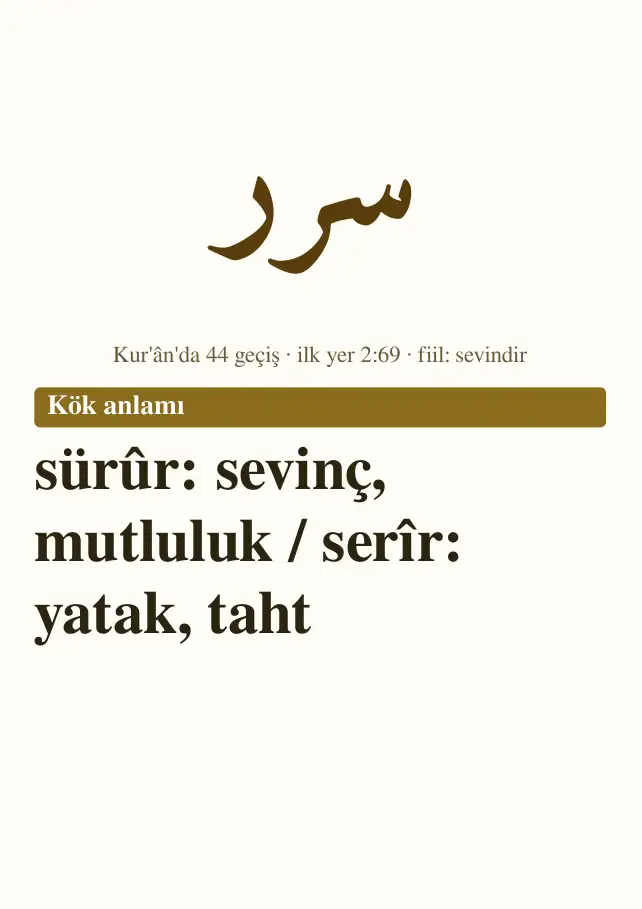 سرر
Kur'ân'da 44 geçiş · ilk yer 2:69 · fiil: sevindir
Kök anlamı
sürûr: sevinç,
mutluluk / serîr:
yatak, taht